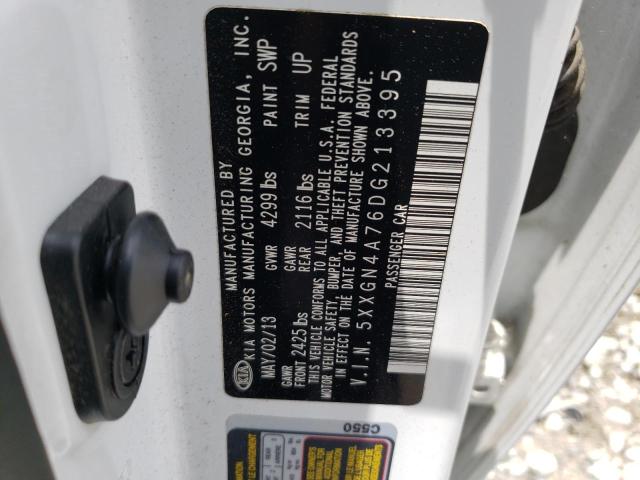 MANUFACTURED BY
KIA KIA MOTORS MANUFACTURING GEORGIA, INC.
MAY/02/13 GVWR 4299 lbs PAINT SWP
GAWR FRONT 2425 lbs GAWR REAR 2116 lbs TRIM UP
THIS VEHICLE CONFORMS TO ALL APPLICABLE U.S.A. FEDERAL
MOTOR VEHICLE SAFETY, BUMPER, AND THEFT PREVENTION STANDARDS
IN EFFECT ON THE DATE OF MANUFACTURE SHOWN ABOVE.
V.I.N. 5XXGN4A76DG213395
PASSENGER CAR
C550